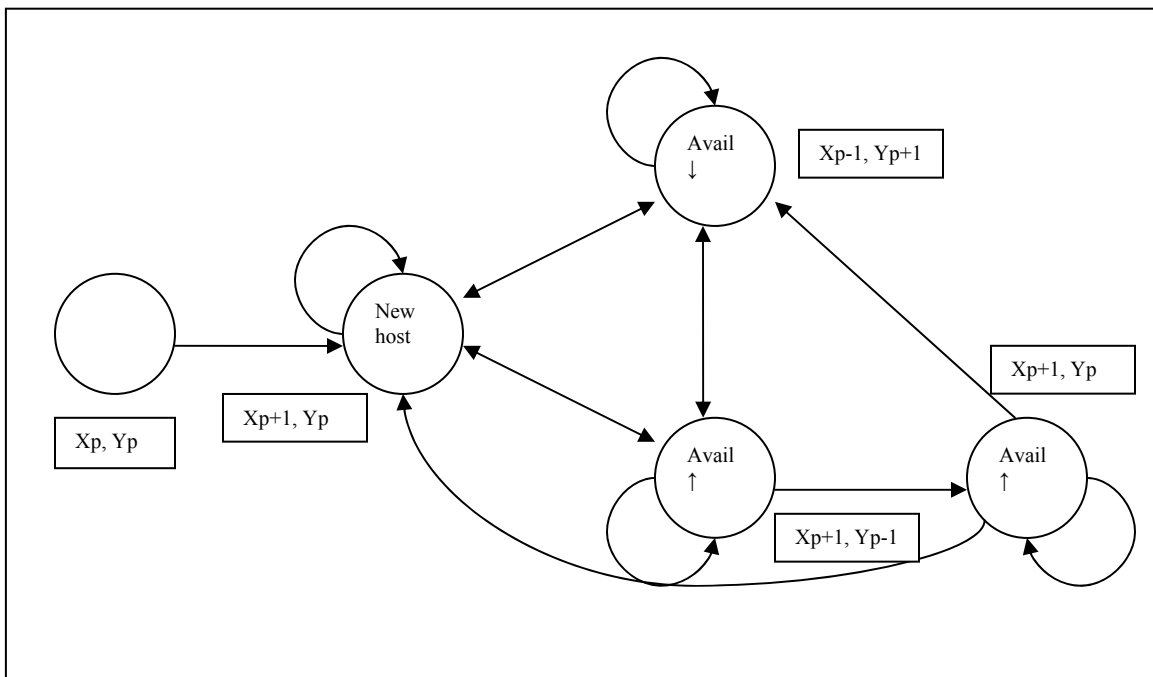 Avail
↓
Xp-1, Yp+1
New
host
Xp, Yp
Xp+1, Yp
Avail
↑
Xp+1, Yp-1
Xp+1, Yp
Avail
↑